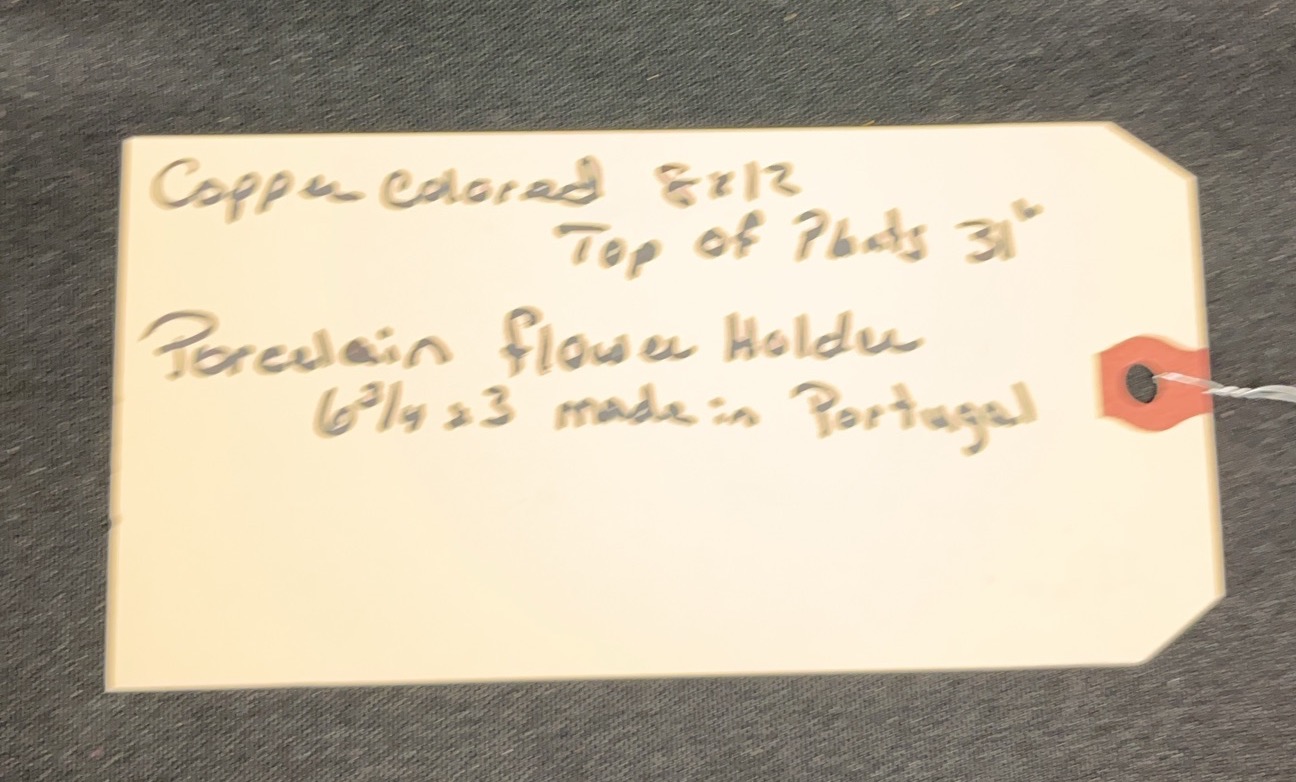 Copper Colored 8x12
Top of Plants 31"
Porcelain flower Holder
6 3/4 x 3 made in Portugal